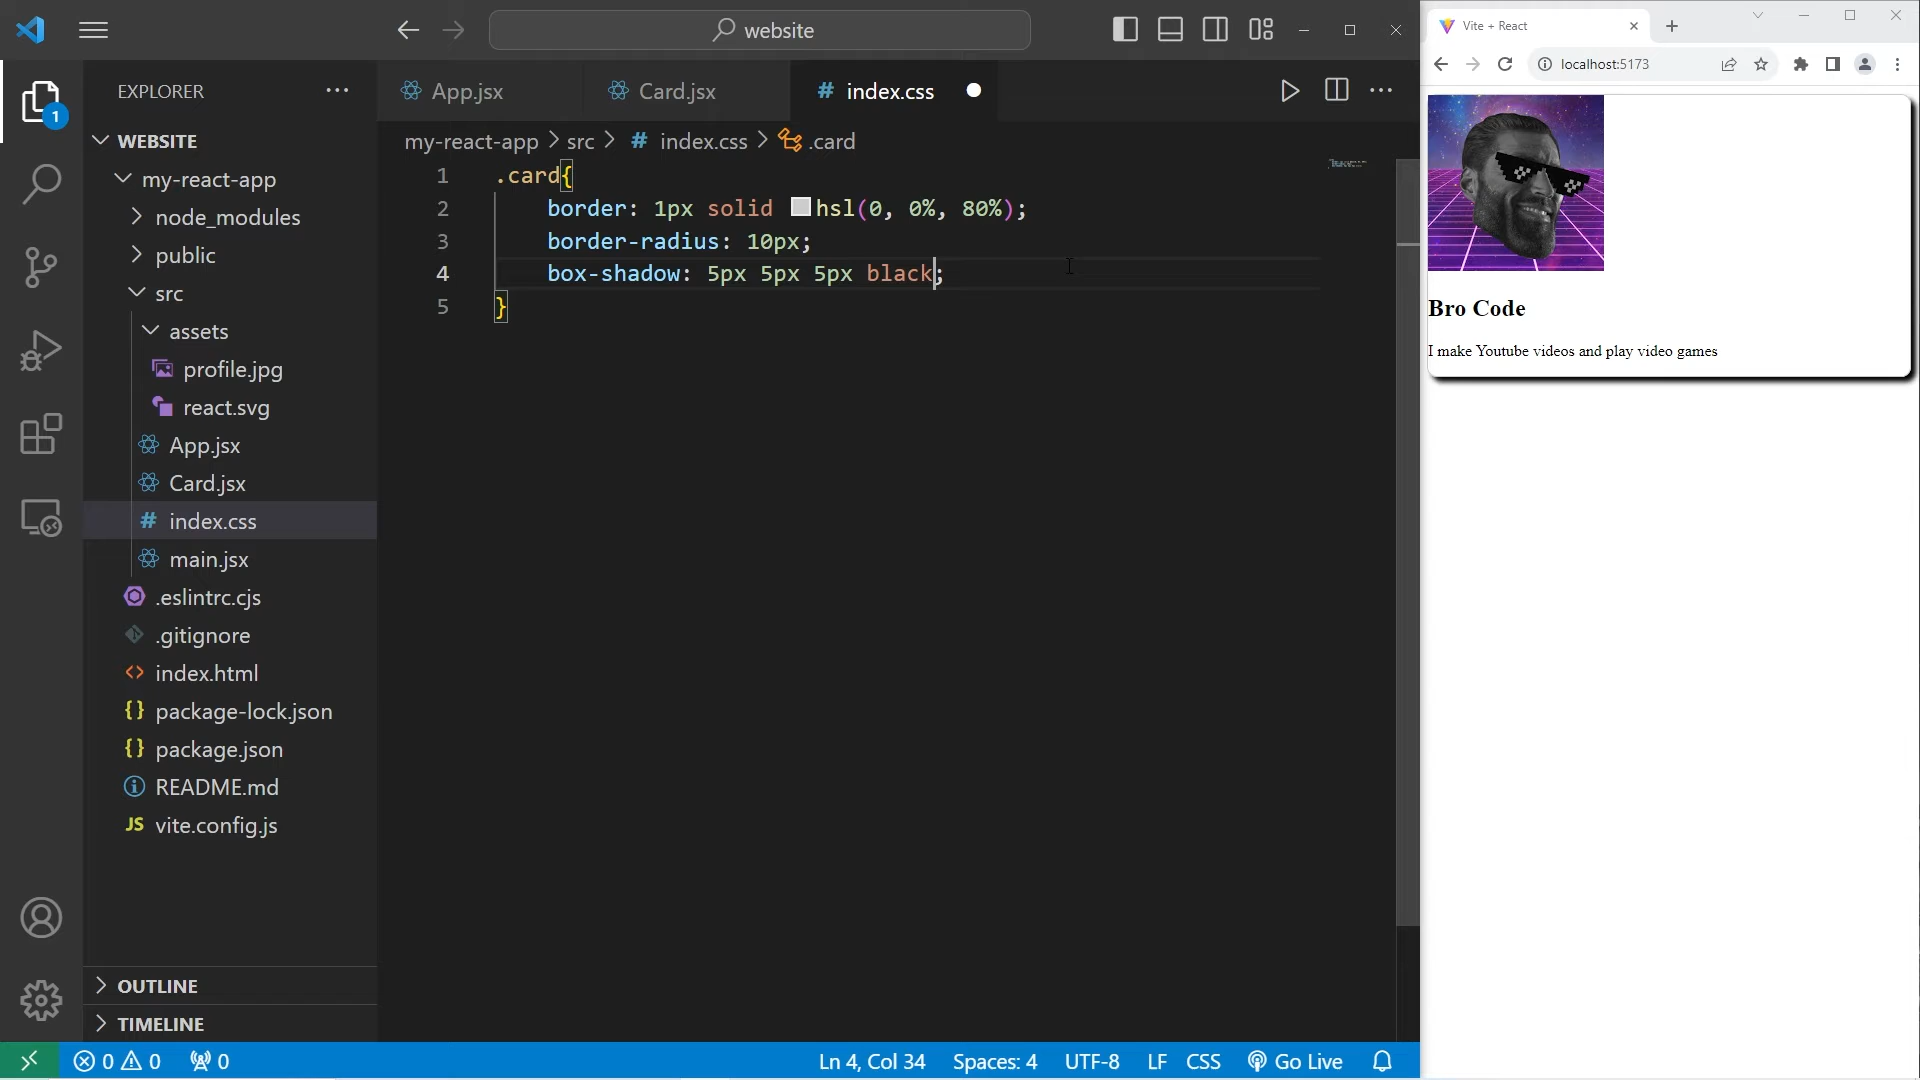 website
Vite + React
localhost:5173
EXPLORER
App.jsx
Card.jsx
# index.css
1
WEBSITE
my-react-app > src > # index.css > .card
my-react-app
node_modules
public
src
assets
profile.jpg
react.svg
App.jsx
Card.jsx
# index.css
main.jsx
.eslintrc.cjs
.gitignore
index.html
package-lock.json
package.json
README.md
JS vite.config.js
OUTLINE
TIMELINE
1 .card{
2 border: 1px solid hsl(0, 0%, 80%);
3 border-radius: 10px;
4 box-shadow: 5px 5px 5px black;
5 }
Bro Code
I make Youtube videos and play video games
0 0 0
Ln 4, Col 34 Spaces: 4 UTF-8 LF CSS Go Live